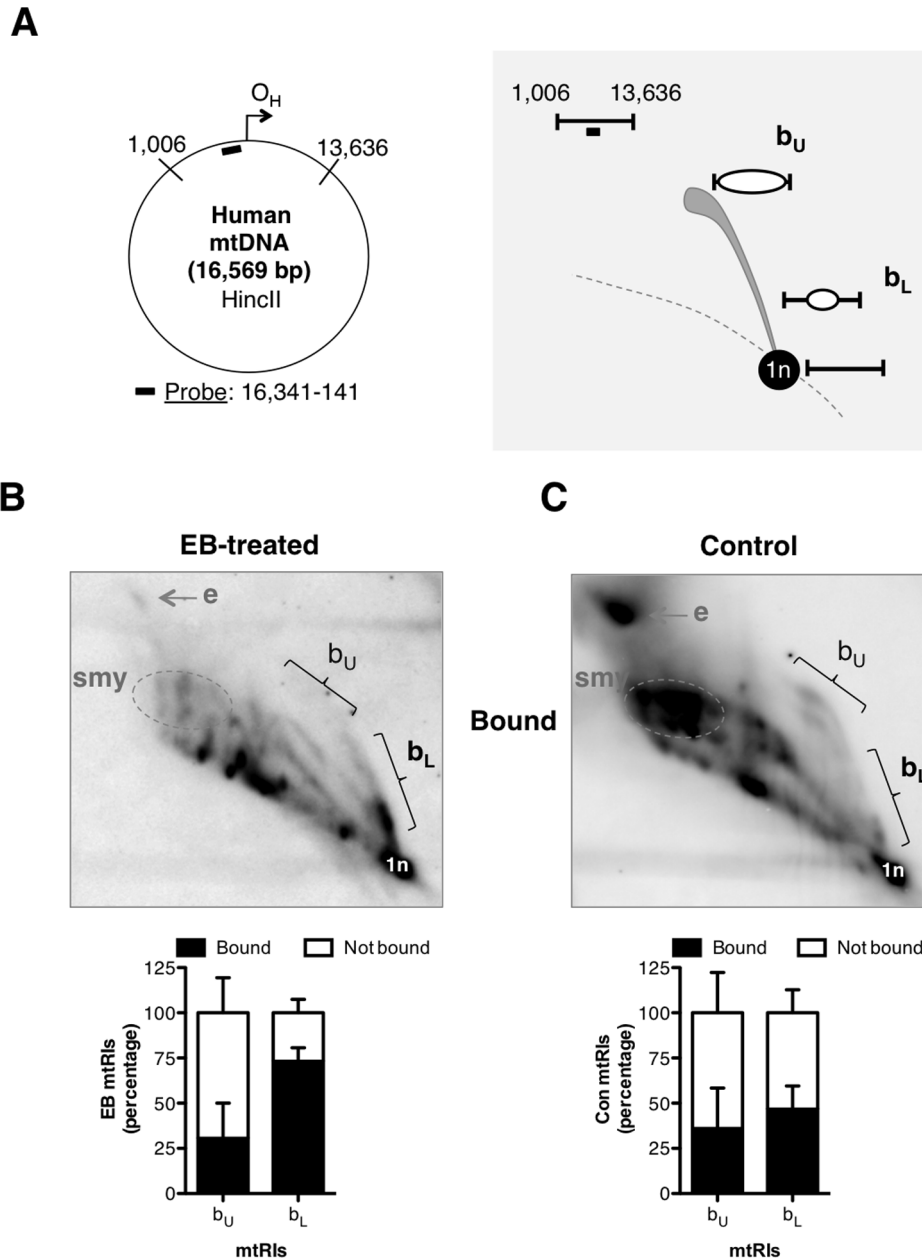 A
O_H
1,006
13,636
Human
mtDNA
(16,569 bp)
HincII
Probe: 16,341-141
1,006 13,636
b_U
b_L
1n
B
EB-treated
e
smy
b_U
b_L
1n
C
Control
Bound
e
smy
b_U
b_L
1n
Bound Not bound
EB mtRIs
(percentage)
125
100
75
50
25
0
b_U b_L
mtRIs
Bound Not bound
Con mtRIs
(percentage)
125
100
75
50
25
0
b_U b_L
mtRIs